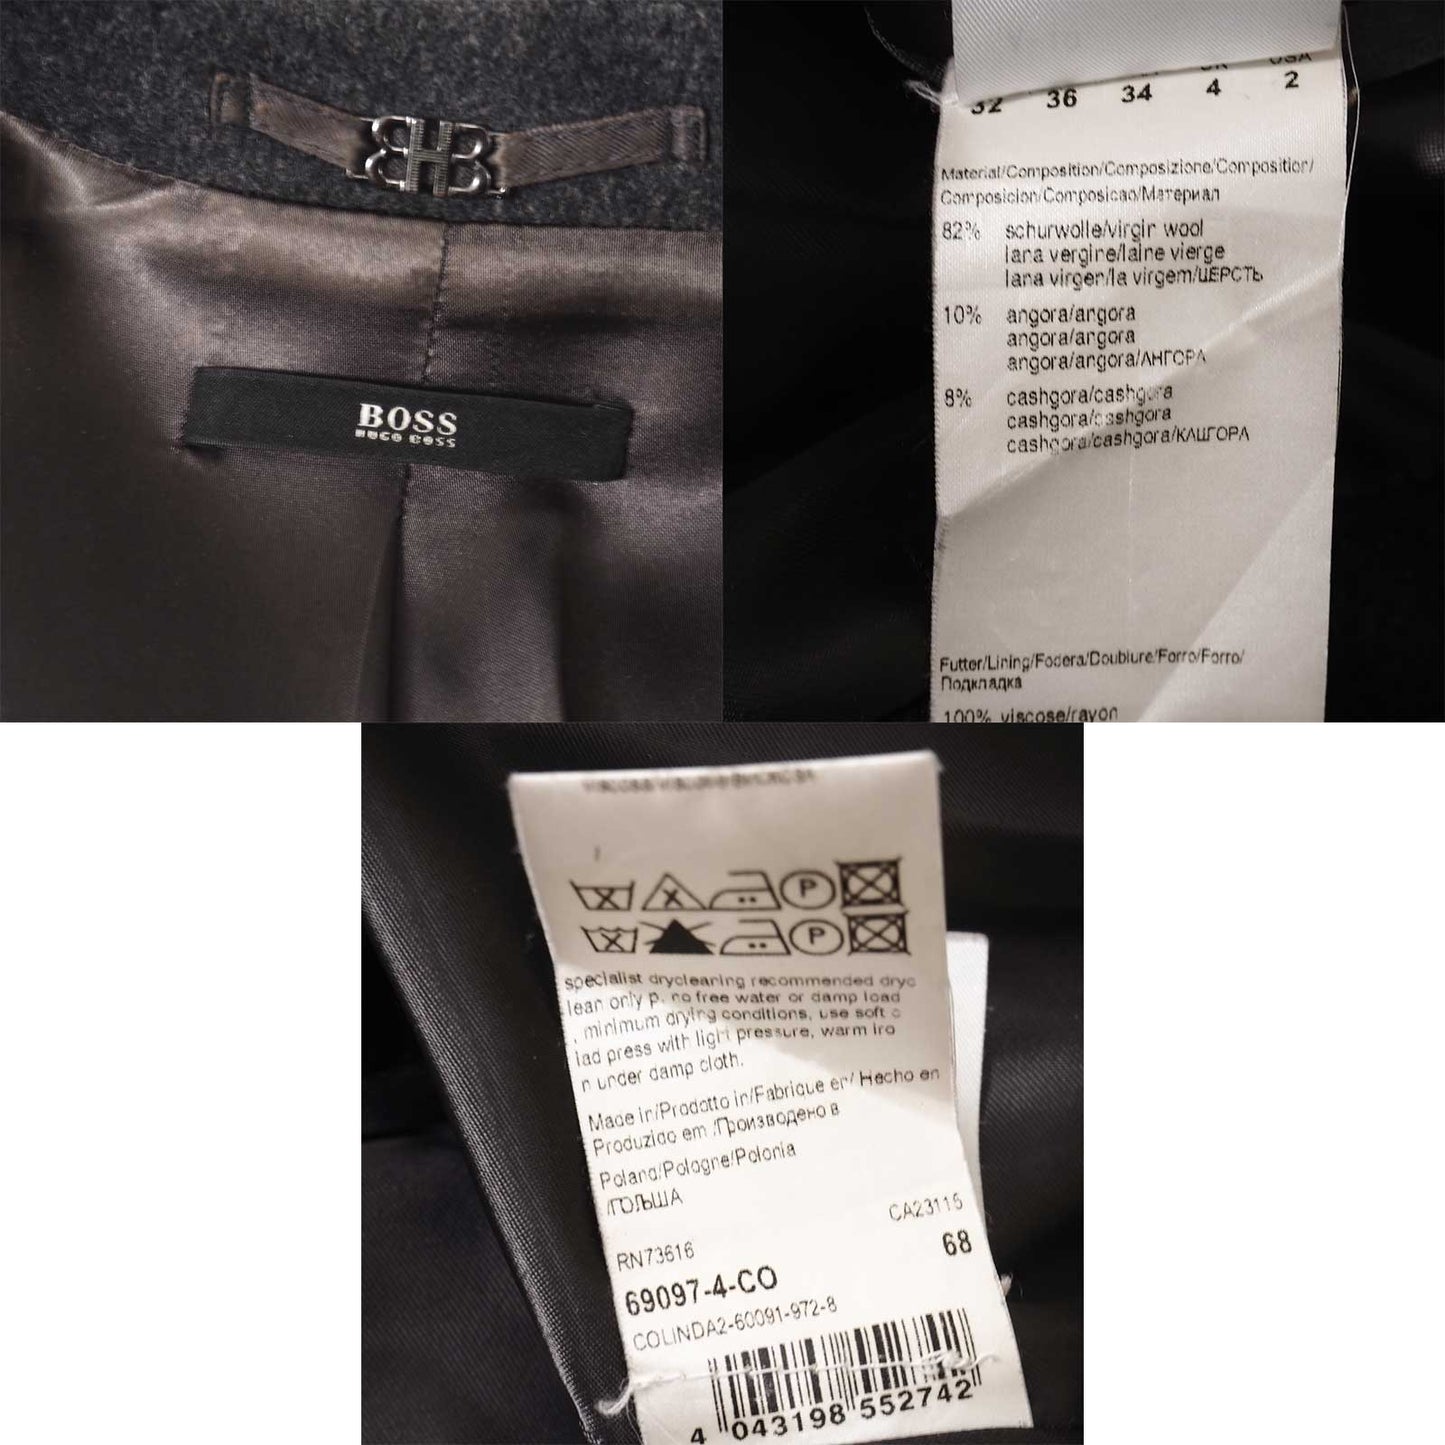 BOSS
HUGO BOSS
32 36 34 4 2
Material/Composition/Composizione/Composition/
Composicion/Composicao/Материал
82% schurwolle/virgin wool
lana vergine/laine vierge
lana virgen/la virgem/ШЕРСТЬ
10% angora/angora
angora/angora
angora/angora/АНГОРА
8% cashgora/cashgora
cashgora/cashgora
cashgora/cashgora/КАШГОРА
Futter/Lining/Fodera/Doublure/Forro/Forro/
Подкладка
100% viscose/rayon
P
P
specialist drycleaning recommended dryc
lean only p, no free water or damp load
, minimum drying conditions, use soft c
lad press with light pressure, warm iro
n under damp cloth.
Made in/Prodotto in/Fabrique en/ Hecho en
Produzido em /Произведено в
Poland/Pologne/Polonia
/ПОЛЬША
CA23115
RN73616
68
69097-4-CO
COLINDA2-60091-972-8
4 043198 552742